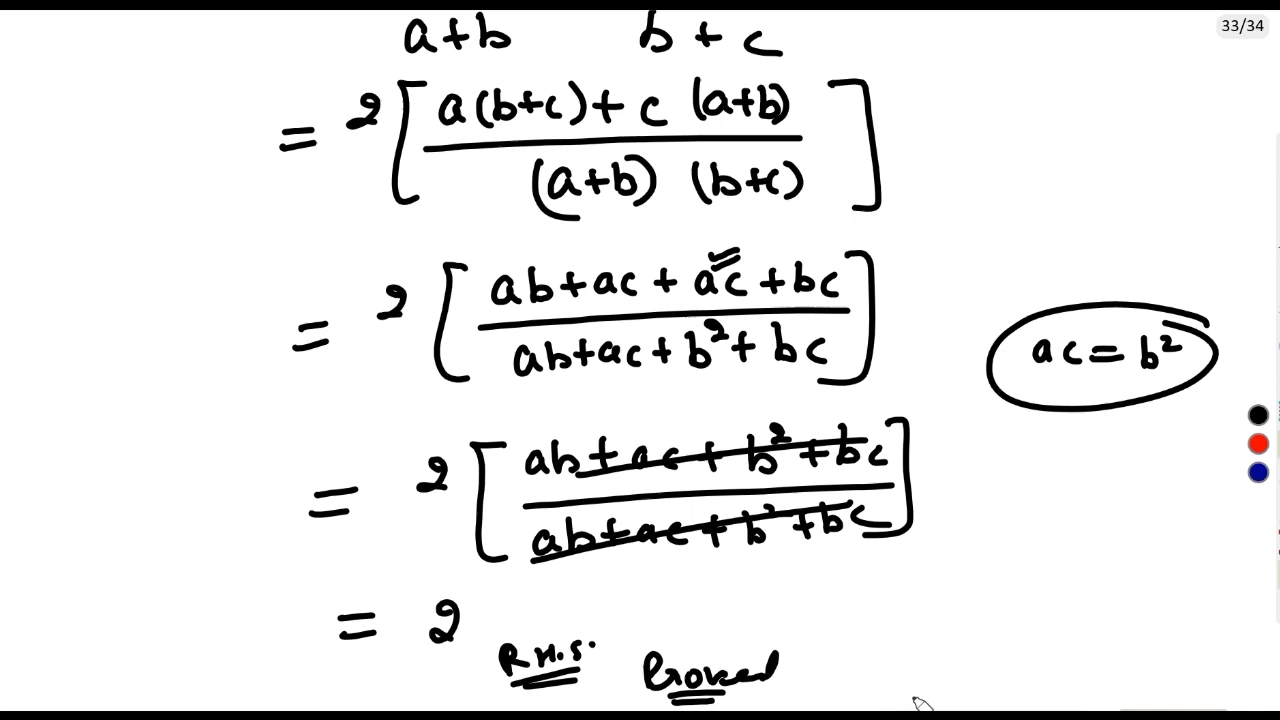 33/34
a+b b+c
= 2 [ a(b+c)+c (a+b)
(a+b) (b+c) ]
= 2 [ ab+ac+ac+bc
ab+ac+b²+bc ]
ac=b²
= 2 [ ab+ac+b²+bc
ab+ac+b²+bc ]
= 2
R.H.S. Proved